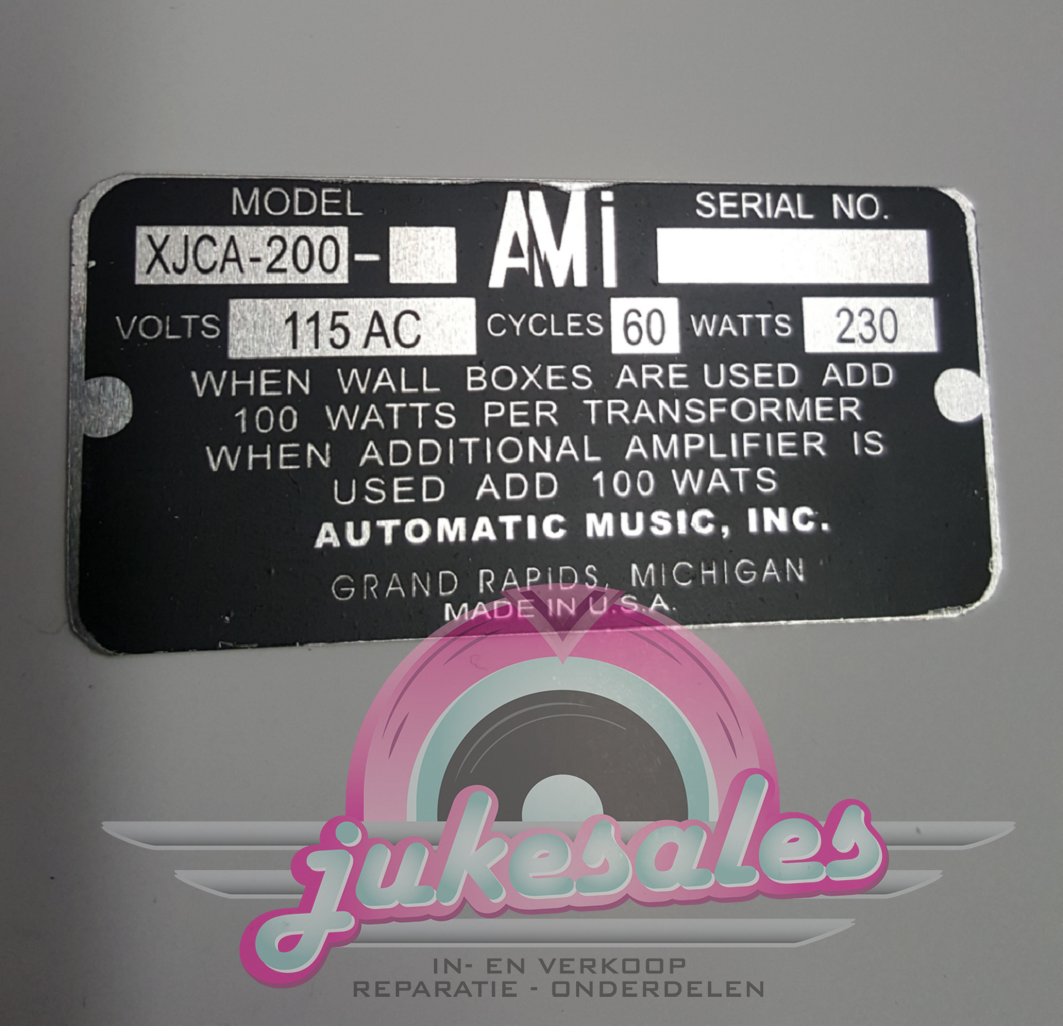 MODEL AMi SERIAL NO.
XJCA-200-
VOLTS 115 AC CYCLES 60 WATTS 230
WHEN WALL BOXES ARE USED ADD
100 WATTS PER TRANSFORMER
WHEN ADDITIONAL AMPLIFIER IS
USED ADD 100 WATS
AUTOMATIC MUSIC, INC.
GRAND RAPIDS, MICHIGAN
MADE IN U.S.A.
jukesales
IN- EN VERKOOP
REPARATIE - ONDERDELEN